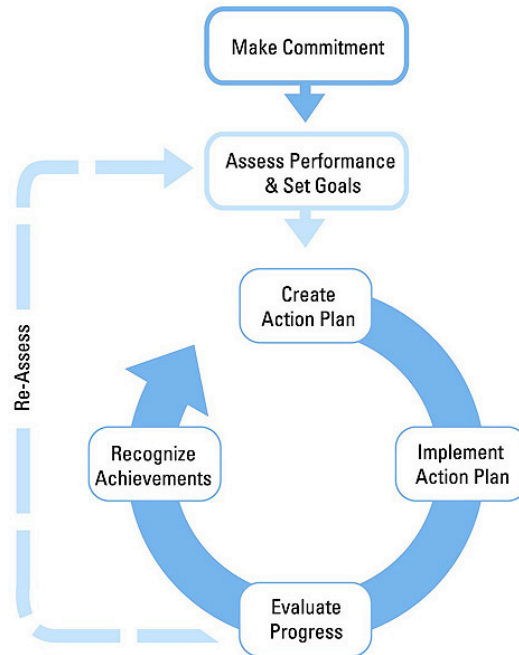 Make Commitment
Assess Performance
& Set Goals
Create
Action Plan
Re-Assess
Recognize
Achievements
Implement
Action Plan
Evaluate
Progress